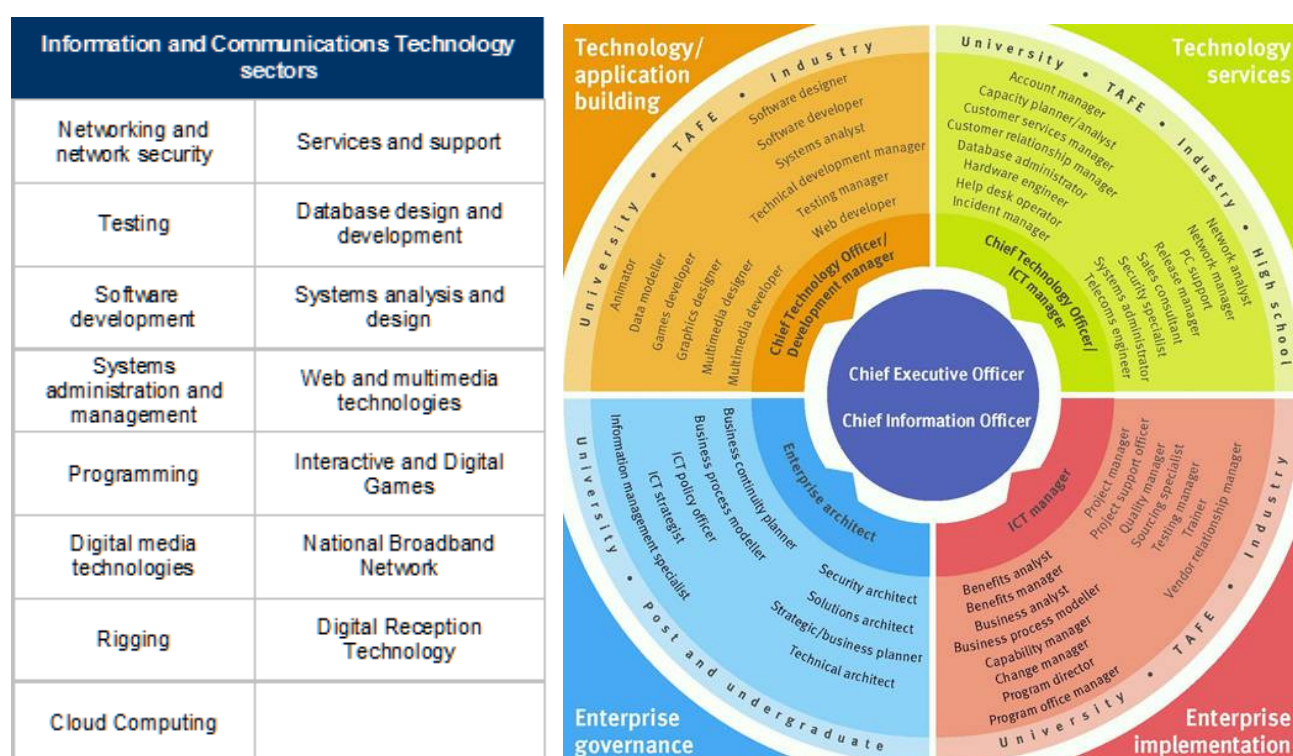 Information and Communications Technology
sectors
Networking and
network security
Services and support
Testing
Database design and
development
Software
development
Systems analysis and
design
Systems
administration and
management
Web and multimedia
technologies
Programming
Interactive and Digital
Games
Digital media
technologies
National Broadband
Network
Rigging
Digital Reception
Technology
Cloud Computing
Technology/
application
building
University • TAFE • Industry
Software designer
Software developer
Systems analyst
Technical development manager
Testing manager
Web developer
Animator
Data modeller
Games developer
Graphics designer
Multimedia designer
Multimedia developer
Chief Technology Officer/
Development manager
Technology
services
University • TAFE • Industry • High school
Account manager
Capacity planner/analyst
Customer services manager
Customer relationship manager
Database administrator
Hardware engineer
Help desk operator
Incident manager
Network analyst
Network manager
PC support
Release manager
Sales consultant
Security specialist
Systems administrator
Telecoms engineer
Chief Technology Officer/
ICT manager
Chief Executive Officer
Chief Information Officer
Enterprise architect
Business continuity planner
Business process modeller
ICT policy officer
ICT strategist
Information management specialist
Security architect
Solutions architect
Strategic/business planner
Technical architect
University • Post and undergraduate
Enterprise
governance
ICT manager
Project manager
Project support officer
Quality manager
Sourcing specialist
Testing manager
Trainer
Vendor relationship manager
Benefits analyst
Benefits manager
Business analyst
Business process modeller
Capability manager
Change manager
Program director
Program office manager
University • TAFE • Industry
Enterprise
implementation